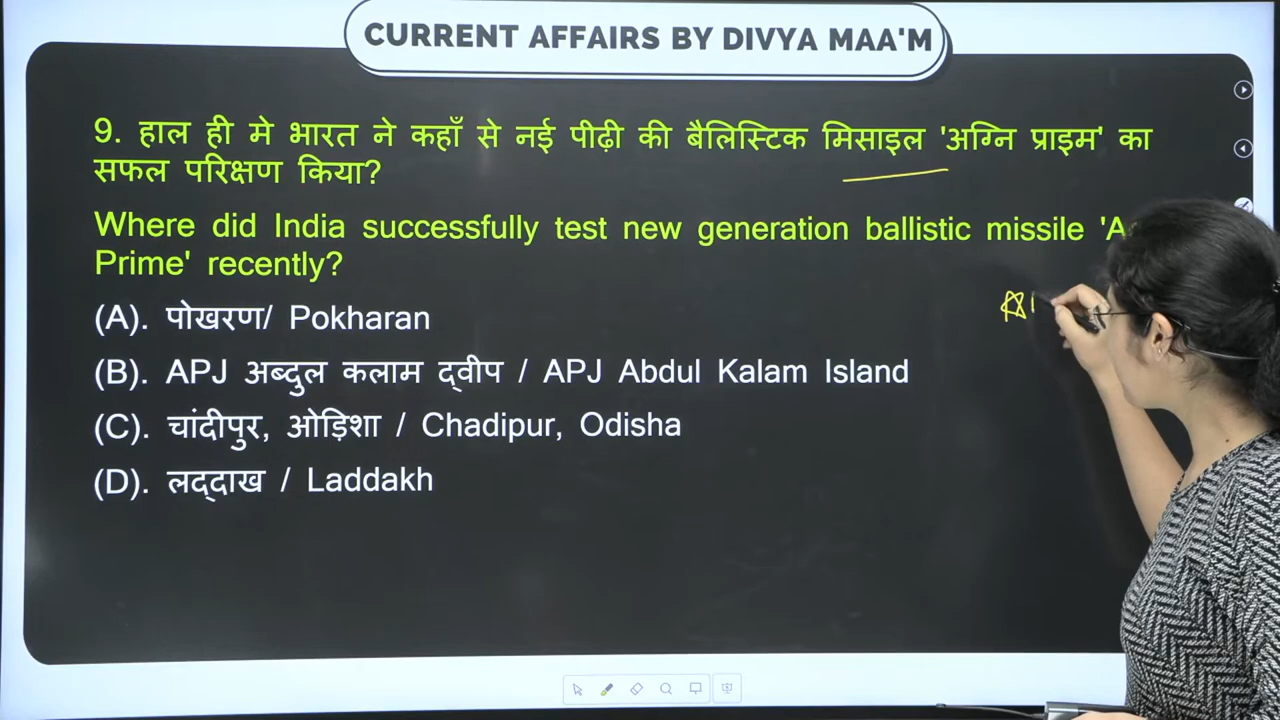 CURRENT AFFAIRS BY DIVYA MAA'M
9. हाल ही मे भारत ने कहाँ से नई पीढ़ी की बैलिस्टिक मिसाइल 'अग्नि प्राइम' का
सफल परिक्षण किया?
Where did India successfully test new generation ballistic missile
Prime' recently?
(A). पोखरण/ Pokharan
(B). APJ अब्दुल कलाम द्वीप / APJ Abdul Kalam Island
(C). चांदीपुर, ओड़िशा / Chadipur, Odisha
(D). लद्दाख / Laddakh